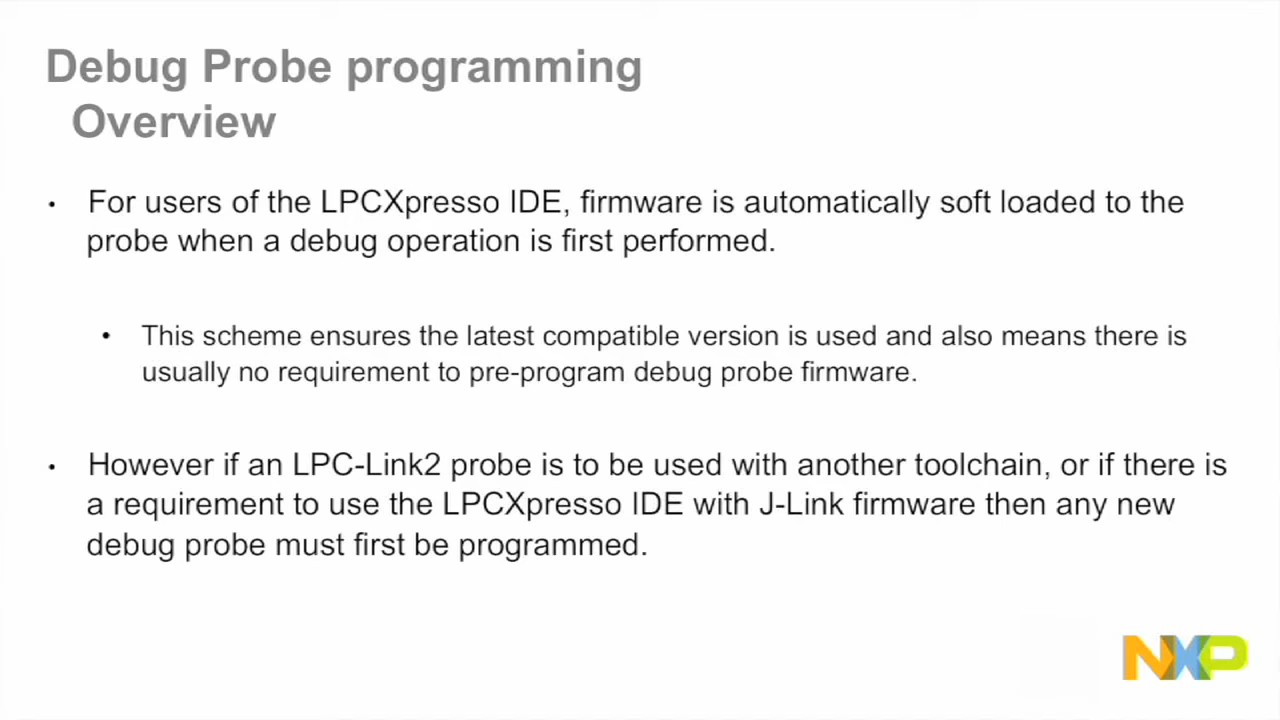 Debug Probe programming
Overview
• For users of the LPCXpresso IDE, firmware is automatically soft loaded to the
probe when a debug operation is first performed.
• This scheme ensures the latest compatible version is used and also means there is
usually no requirement to pre-program debug probe firmware.
• However if an LPC-Link2 probe is to be used with another toolchain, or if there is
a requirement to use the LPCXpresso IDE with J-Link firmware then any new
debug probe must first be programmed.
NXP